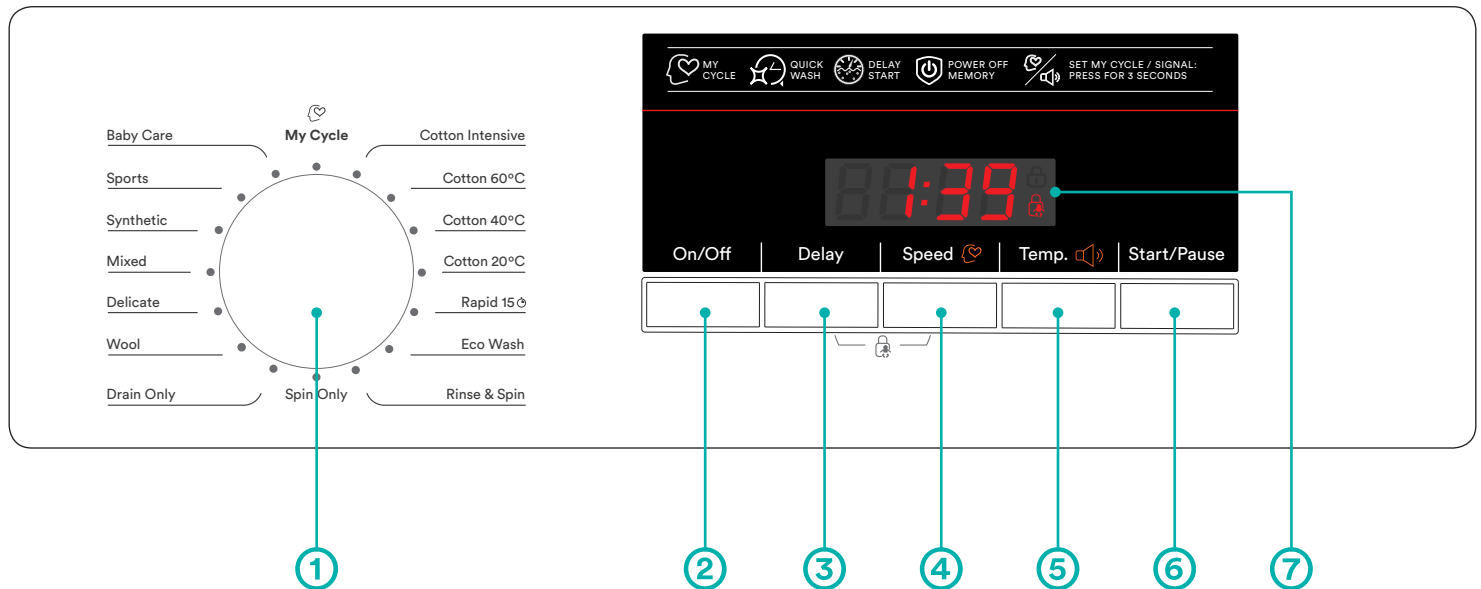 MY
CYCLE
QUICK
WASH
DELAY
START
POWER OFF
MEMORY
SET MY CYCLE / SIGNAL:
PRESS FOR 3 SECONDS
My Cycle
Baby Care
Cotton Intensive
Sports
Cotton 60°C
Synthetic
Cotton 40°C
Mixed
Cotton 20°C
Delicate
Rapid 15
Wool
Eco Wash
Drain Only
Spin Only
Rinse & Spin
1:39
On/Off
Delay
Speed
Temp.
Start/Pause
1
2
3
4
5
6
7